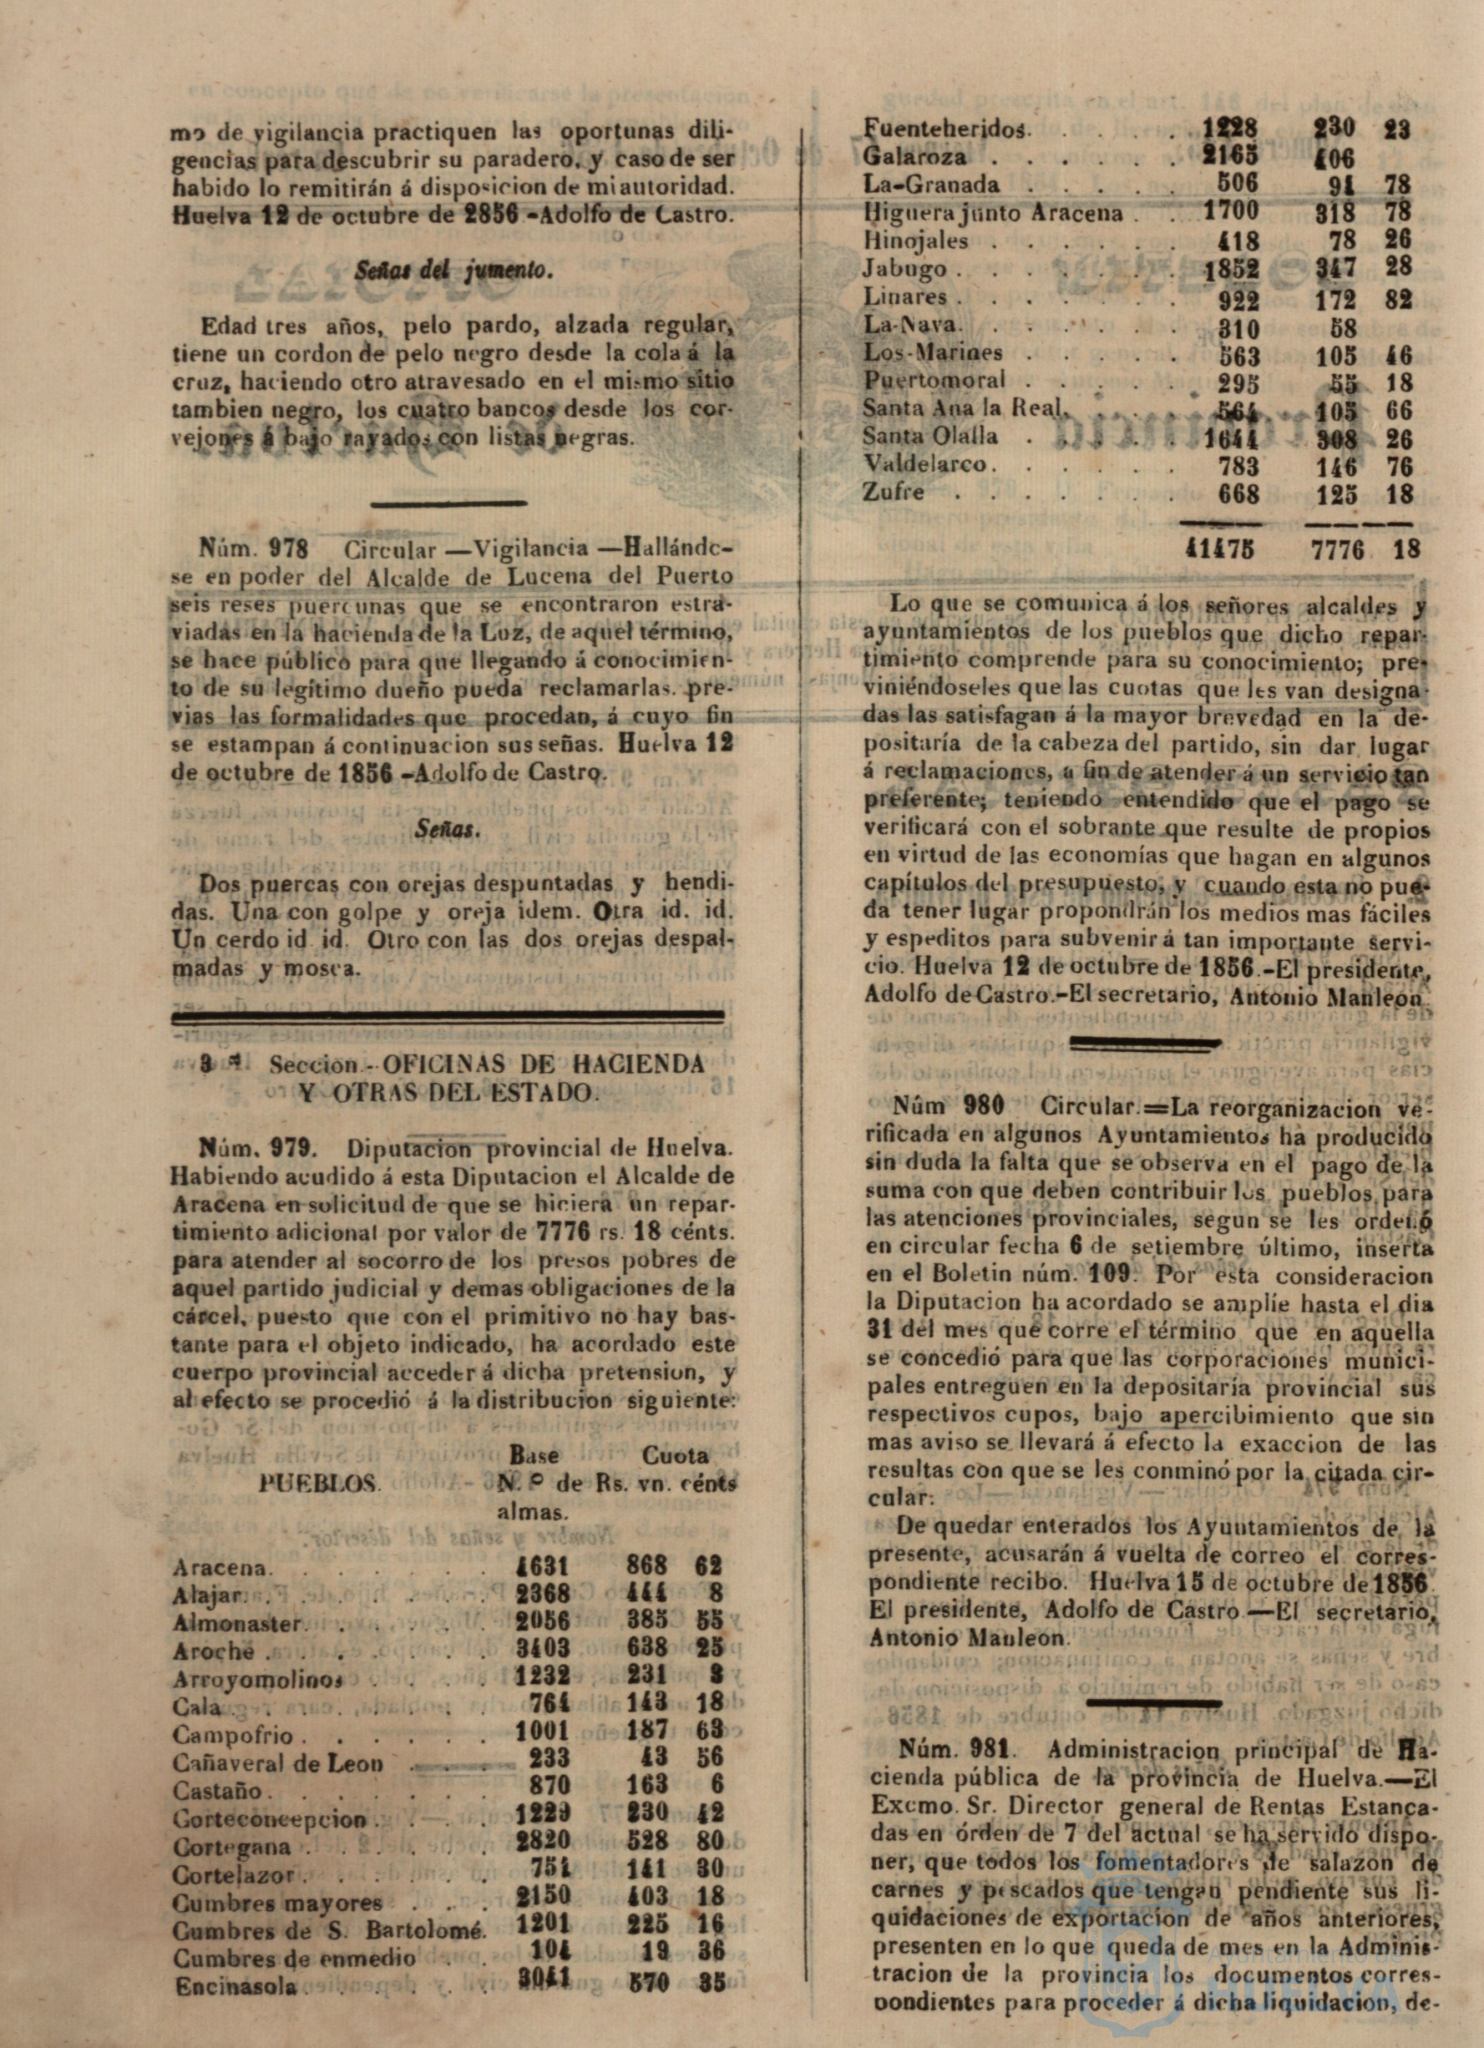 mo de vigilancia practiquen las oportunas dili-
gencias para descubrir su paradero, y caso de ser
habido lo remitirán á disposicion de mi autoridad.
Huelva 12 de octubre de 2856 -Adolfo de Castro.
Señas del jumento.
Edad tres años, pelo pardo, alzada regular,
tiene un cordon de pelo negro desde la cola á la
cruz, haciendo otro atravesado en el mismo sitio
tambien negro, los cuatro bancos desde los cor-
vejones á bajo rayados con listas negras.
Núm. 978 Circular —Vigilancia —Hallánde-
se en poder del Alcalde de Lucena del Puerto
seis reses puercunas que se encontraron estra-
viadas en la hacienda de la Luz, de aquel término,
se hace público para que llegando á conocimien-
to de su legítimo dueño pueda reclamarlas. pre-
vias las formalidades que procedan, á cuyo fin
se estampan á continuacion sus señas. Huelva 12
de octubre de 1856 -Adolfo de Castro.
Señas.
Dos puercas con orejas despuntadas y hendi-
das. Una con golpe y oreja idem. Otra id. id.
Un cerdo id id. Otro con las dos orejas despal-
madas y mosca.
3 ª Seccion.- OFICINAS DE HACIENDA
Y OTRAS DEL ESTADO.
Núm. 979. Diputacion provincial de Huelva.
Habiendo acudido á esta Diputacion el Alcalde de
Aracena en solicitud de que se hiciera un repar-
timiento adicional por valor de 7776 rs. 18 cénts.
para atender al socorro de los presos pobres de
aquel partido judicial y demas obligaciones de la
cárcel, puesto que con el primitivo no hay bas-
tante para el objeto indicado, ha acordado este
cuerpo provincial acceder á dicha pretension, y
al efecto se procedió á la distribucion siguiente:
Base Cuota
PUEBLOS. N.º de Rs. vn. cénts
almas.
Aracena. . . . . . . 4631 868 62
Alajar. . . . . . . 2368 444 8
Almonaster. . . . . . 2056 385 55
Aroche . . . . . . . 3403 638 25
Arroyomolinos . . . . 1232 231 3
Cala . . . . . . . . 764 143 18
Campofrio . . . . . . 1001 187 63
Cañaveral de Leon . . . 233 43 56
Castaño. . . . . . . 870 163 6
Corteconcepcion . . . . 1229 230 42
Cortegana . . . . . . 2820 528 80
Cortelazor . . . . . . 754 141 30
Cumbres mayores . . . 2150 403 18
Cumbres de S. Bartolomé. 1201 225 16
Cumbres de enmedio . . 104 19 36
Encinasola . . . . . . 3041 570 35
Fuenteheridos. . . . . . 1228 230 23
Galaroza . . . . . . . 2165 406
La-Granada . . . . . . 506 94 78
Higuera junto Aracena . . 1700 318 78
Hinojales . . . . . . . 418 78 26
Jabugo . . . . . . . . 1852 347 28
Linares . . . . . . . . 922 172 82
La-Nava. . . . . . . . 310 58
Los-Marines . . . . . . 563 105 46
Puertomoral . . . . . . 295 55 18
Santa Ana la Real. . . . . 564 105 66
Santa Olalla . . . . . . 1644 308 26
Valdelarco. . . . . . . 783 146 76
Zufre . . . . . . . . 668 125 18
41475 7776 18
Lo que se comunica á los señores alcaldes y
ayuntamientos de los pueblos que dicho repar-
timiento comprende para su conocimiento; pre-
viniéndoseles que las cuotas que les van designa-
das las satisfagan á la mayor brevedad en la de-
positaría de la cabeza del partido, sin dar lugar
á reclamaciones, a fin de atender á un servicio tan
preferente; teniendo entendido que el pago se
verificará con el sobrante que resulte de propios
en virtud de las economías que hagan en algunos
capítulos del presupuesto, y cuando esta no pue-
da tener lugar propondrán los medios mas fáciles
y espeditos para subvenir á tan importante servi-
cio. Huelva 12 de octubre de 1856.-El presidente,
Adolfo de Castro.-El secretario, Antonio Manleon.
Núm 980 Circular.=La reorganizacion ve-
rificada en algunos Ayuntamientos ha producido
sin duda la falta que se observa en el pago de la
suma con que deben contribuir los pueblos para
las atenciones provinciales, segun se les ordenó
en circular fecha 6 de setiembre último, inserta
en el Boletin núm. 109. Por esta consideracion
la Diputacion ha acordado se amplíe hasta el dia
31 del mes que corre el término que en aquella
se concedió para que las corporaciones munici-
pales entreguen en la depositaría provincial sus
respectivos cupos, bajo apercibimiento que sin
mas aviso se llevará á efecto la exaccion de las
resultas con que se les conminó por la citada cir-
cular.
De quedar enterados los Ayuntamientos de la
presente, acusarán á vuelta de correo el corres-
pondiente recibo. Huelva 15 de octubre de 1856
El presidente, Adolfo de Castro.—El secretario,
Antonio Manleon.
Núm. 981. Administracion principal de Ha-
cienda pública de la provincia de Huelva.—El
Excmo. Sr. Director general de Rentas Estanca-
das en órden de 7 del actual se ha servido dispo-
ner, que todos los fomentadores de salazon de
carnes y pescados que tengan pendiente sus li-
quidaciones de exportacion de años anteriores,
presenten en lo que queda de mes en la Adminis-
tracion de la provincia los documentos corres-
pondientes para proceder á dicha liquidacion, de-